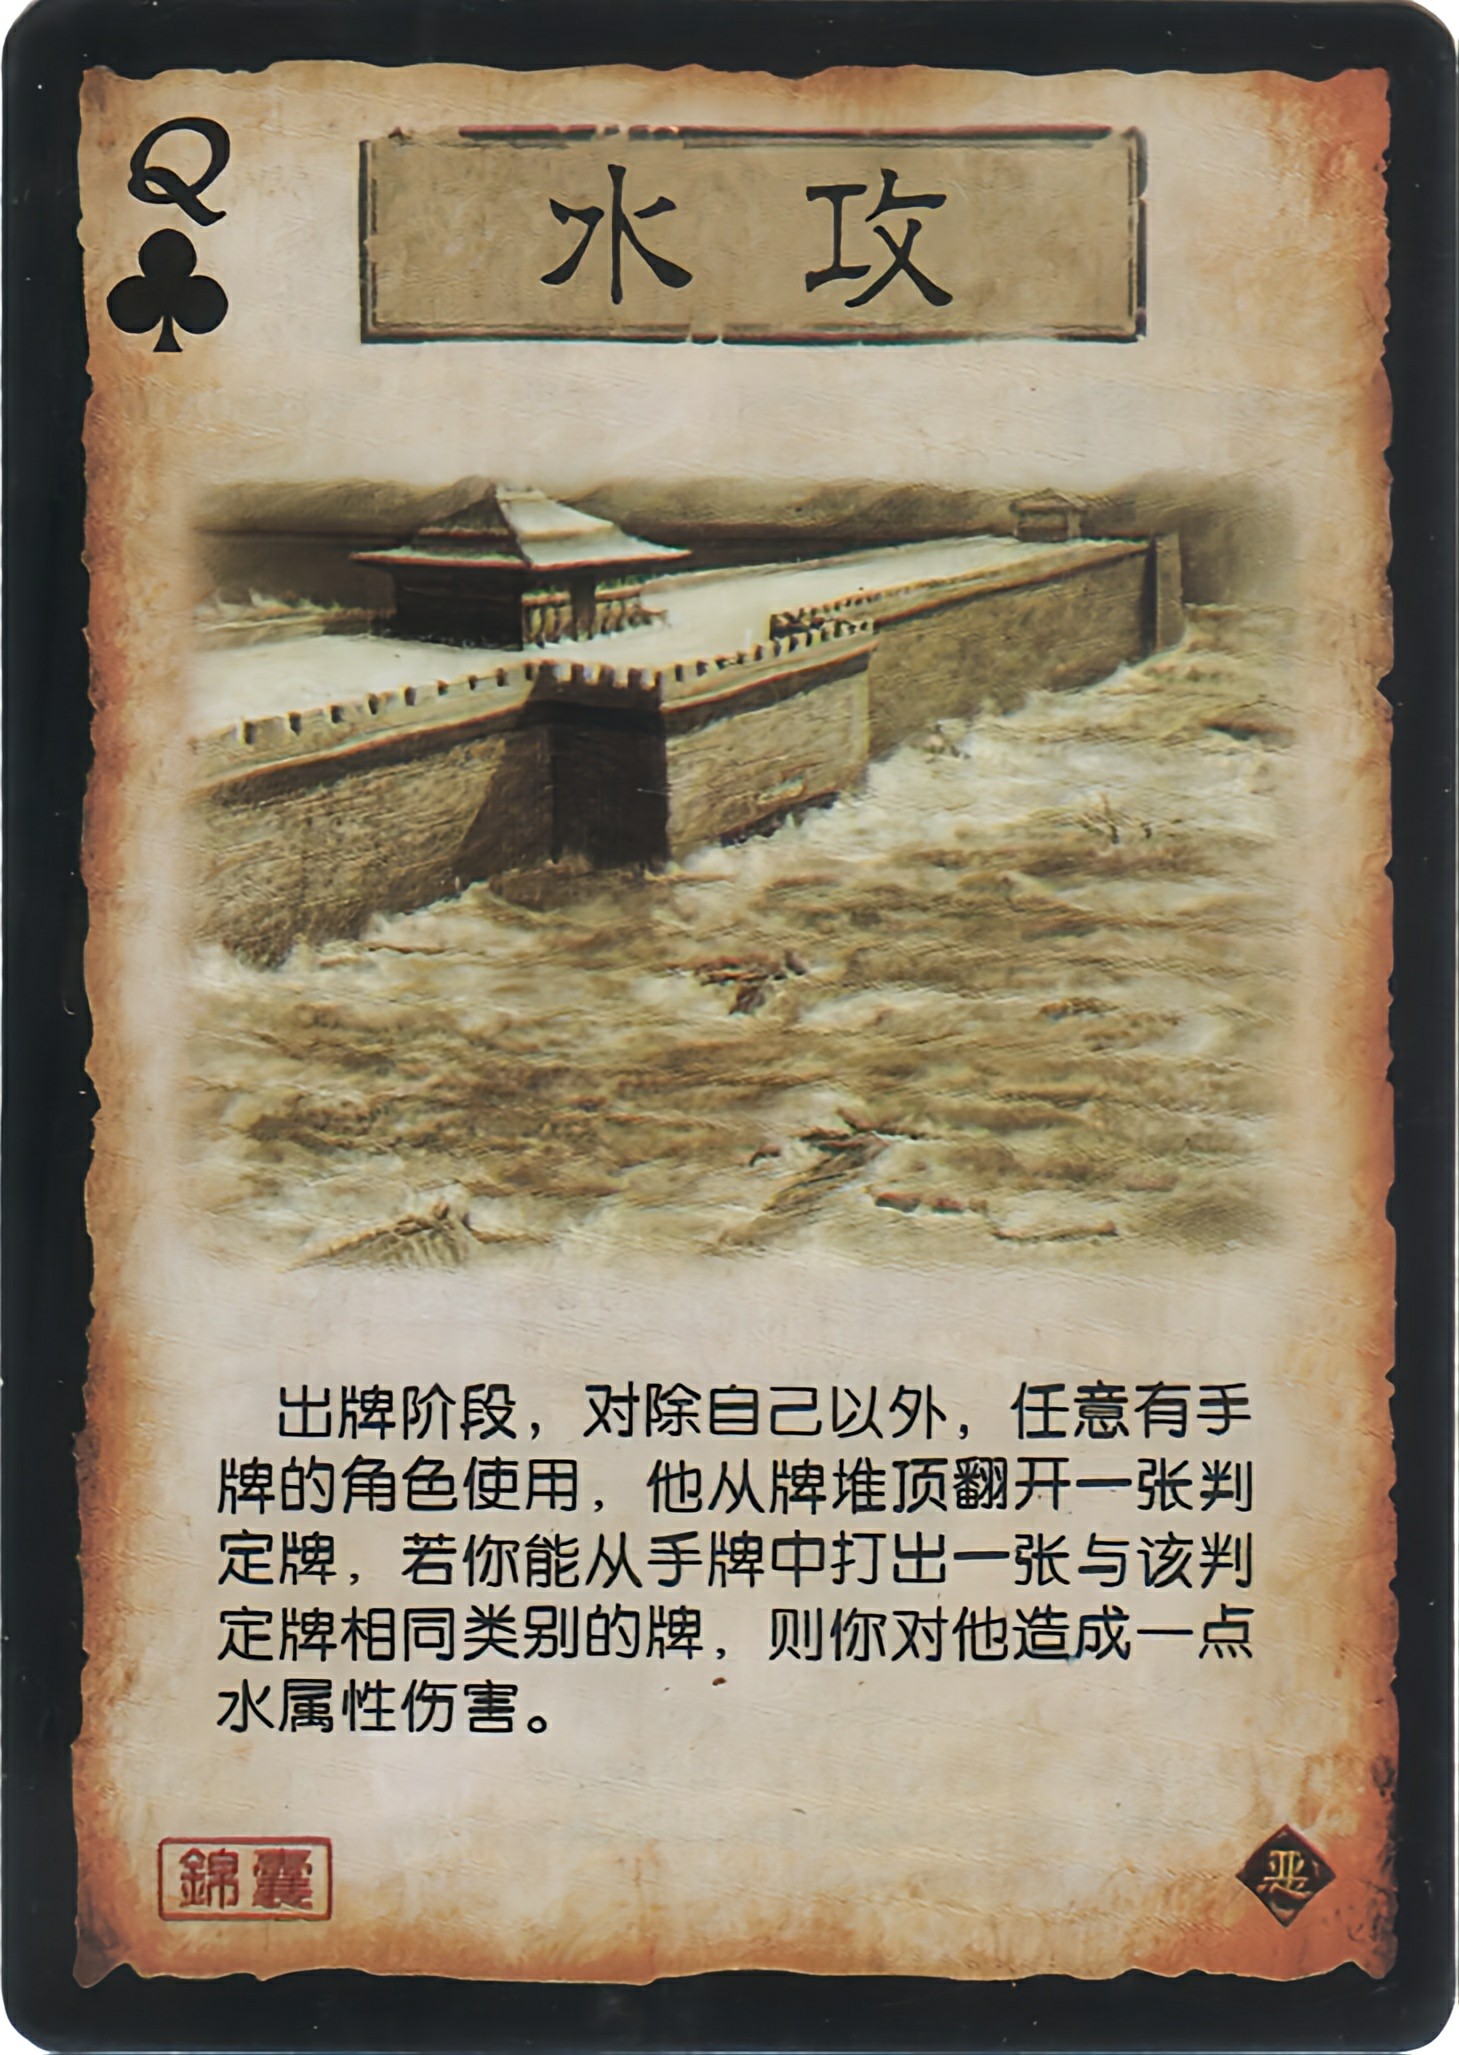 Q
水攻
出牌阶段，对除自己以外，任意有手
牌的角色使用，他从牌堆顶翻开一张判
定牌，若你能从手牌中打出一张与该判
定牌相同类别的牌，则你对他造成一点
水属性伤害。
錦囊
恶